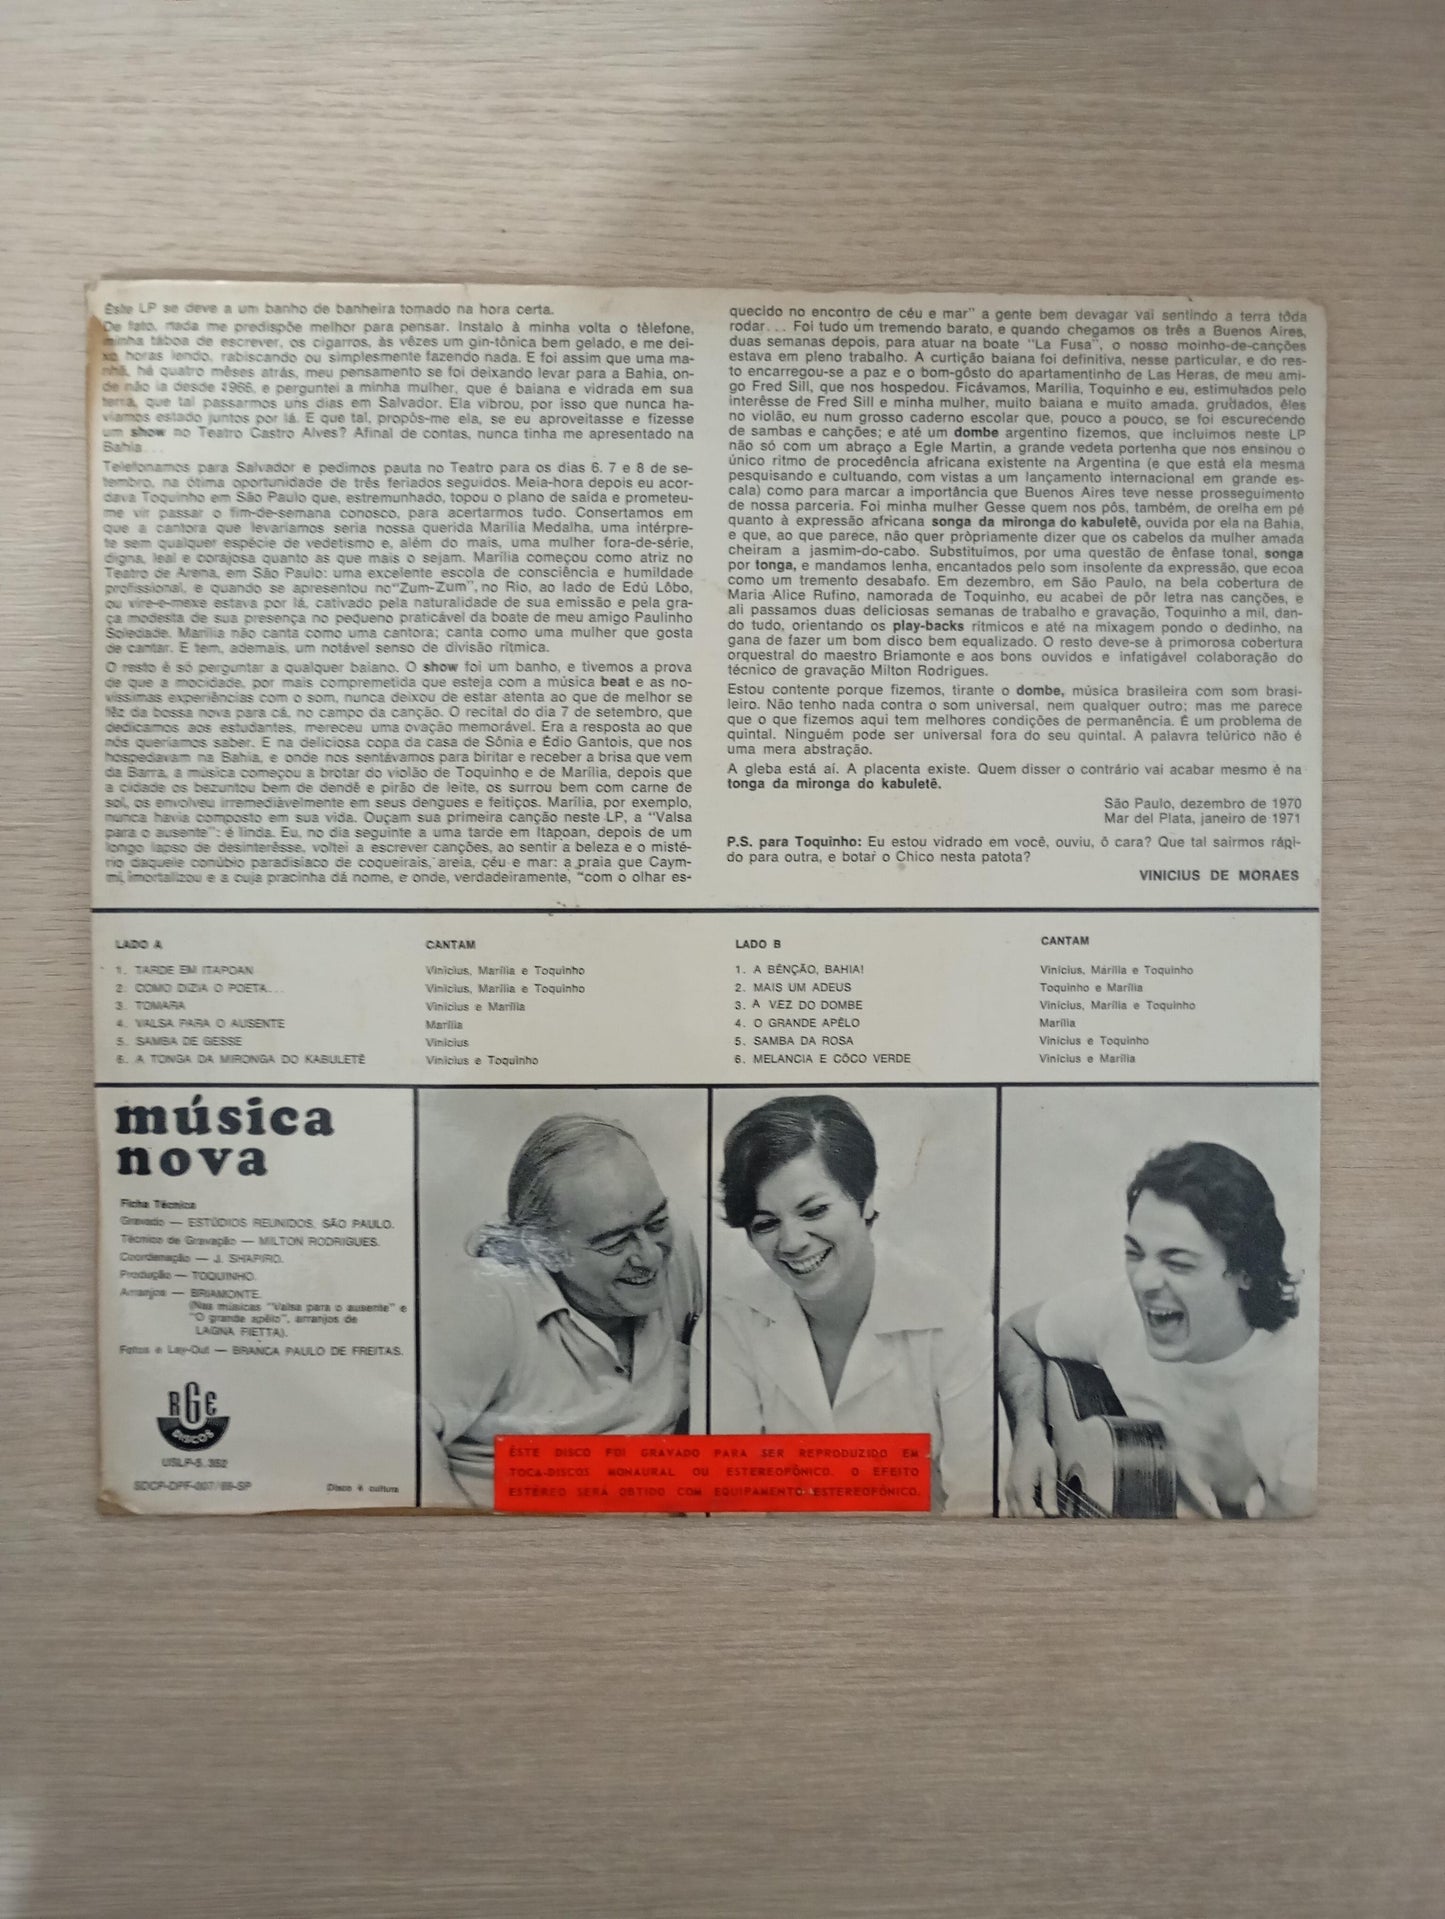 Êste LP se deve a um banho de banheira tomado na hora certa.
De fato, nada me predispõe melhor para pensar. Instalo à minha volta o telefone,
minha táboa de escrever, os cigarros, às vêzes um gin-tônica bem gelado, e me dei-
xo horas lendo, rabiscando ou simplesmente fazendo nada. E foi assim que uma ma-
nhã, há quatro mêses atrás, meu pensamento se foi deixando levar para a Bahia, on-
de não ia desde 1966, e perguntei a minha mulher, que é baiana e vidrada em sua
terra, que tal passarmos uns dias em Salvador. Ela vibrou, por isso que nunca ha-
víamos estado juntos por lá. E que tal, propôs-me ela, se eu aproveitasse e fizesse
um show no Teatro Castro Alves? Afinal de contas, nunca tinha me apresentado na
Bahia...
Telefonamos para Salvador e pedimos pauta no Teatro para os dias 6, 7 e 8 de se-
tembro, na ótima oportunidade de três feriados seguidos. Meia-hora depois eu acor-
dava Toquinho em São Paulo que, estremunhado, topou o plano de saída e prometeu-
me vir passar o fim-de-semana conosco, para acertarmos tudo. Consertamos em
que a cantora que levaríamos seria nossa querida Marília Medalha, uma intérpre-
te sem qualquer espécie de vedetismo e, além do mais, uma mulher fora-de-série,
digna, leal e corajosa quanto as que mais o sejam. Marília começou como atriz no
Teatro de Arena, em São Paulo: uma excelente escola de consciência e humildade
profissional, e quando se apresentou no "Zum-Zum", no Rio, ao lado de Edú Lôbo,
ou vire-e-mexe estava por lá, cativado pela naturalidade de sua emissão e pela gra-
ça modesta de sua presença no pequeno praticável da boate de meu amigo Paulinho
Soledade. Marília não canta como uma cantora; canta como uma mulher que gosta
de cantar. E tem, ademais, um notável senso de divisão rítmica.
O resto é só perguntar a qualquer baiano. O show foi um banho, e tivemos a prova
de que a mocidade, por mais comprometida que esteja com a música beat e as no-
víssimas experiências com o som, nunca deixou de estar atenta ao que de melhor se
fêz da bossa nova para cá, no campo da canção. O recital do dia 7 de setembro, que
dedicamos aos estudantes, mereceu uma ovação memorável. Era a resposta ao que
nós queríamos saber. E na deliciosa copa da casa de Sônia e Édio Gantois, que nos
hospedavam na Bahia, e onde nos sentávamos para biritar e receber a brisa que vem
da Barra, a música começou a brotar do violão de Toquinho e de Marília, depois que
a cidade os bezuntou bem de dendê e pirão de leite, os surrou bem com carne de
sol, os envolveu irremediàvelmente em seus dengues e feitiços. Marília, por exemplo,
nunca havia composto em sua vida. Ouçam sua primeira canção neste LP, a "Valsa
para o ausente": é linda. Eu, no dia seguinte a uma tarde em Itapoan, depois de um
longo lapso de desinterêsse, voltei a escrever canções, ao sentir a beleza e o misté-
rio daquele conúbio paradisíaco de coqueirais, areia, céu e mar: a praia que Caym-
mi imortalizou e a cuja pracinha dá nome, e onde, verdadeiramente, "com o olhar es-
quecido no encontro de céu e mar" a gente bem devagar vai sentindo a terra tôda
rodar... Foi tudo um tremendo barato, e quando chegamos os três a Buenos Aires,
duas semanas depois, para atuar na boate "La Fusa", o nosso moinho-de-canções
estava em pleno trabalho. A curtição baiana foi definitiva, nesse particular, e do res-
to encarregou-se a paz e o bom-gôsto do apartamentinho de Las Heras, de meu ami-
go Fred Sill, que nos hospedou. Ficávamos, Marília, Toquinho e eu, estimulados pelo
interêsse de Fred Sill e minha mulher, muito baiana e muito amada, grudados, êles
no violão, eu num grosso caderno escolar que, pouco a pouco, se foi escurecendo
de sambas e canções; e até um dombe argentino fizemos, que incluimos neste LP
não só com um abraço a Egle Martin, a grande vedeta portenha que nos ensinou o
único ritmo de procedência africana existente na Argentina (e que está ela mesma
pesquisando e cultuando, com vistas a um lançamento internacional em grande es-
cala) como para marcar a importância que Buenos Aires teve nesse prosseguimento
de nossa parceria. Foi minha mulher Gesse quem nos pôs, também, de orelha em pé
quanto à expressão africana songa da mironga do kabuletê, ouvida por ela na Bahia,
e que, ao que parece, não quer pròpriamente dizer que os cabelos da mulher amada
cheiram a jasmim-do-cabo. Substituimos, por uma questão de ênfase tonal, songa
por tonga, e mandamos lenha, encantados pelo som insolente da expressão, que ecoa
como um tremento desabafo. Em dezembro, em São Paulo, na bela cobertura de
Maria Alice Rufino, namorada de Toquinho, eu acabei de pôr letra nas canções, e
ali passamos duas deliciosas semanas de trabalho e gravação, Toquinho a mil, dan-
do tudo, orientando os play-backs rítmicos e até na mixagem pondo o dedinho, na
gana de fazer um bom disco bem equalizado. O resto deve-se à primorosa cobertura
orquestral do maestro Briamonte e aos bons ouvidos e infatigável colaboração do
técnico de gravação Milton Rodrigues.
Estou contente porque fizemos, tirante o dombe, música brasileira com som brasi-
leiro. Não tenho nada contra o som universal, nem qualquer outro; mas me parece
que o que fizemos aqui tem melhores condições de permanência. É um problema de
quintal. Ninguém pode ser universal fora do seu quintal. A palavra telúrico não é
uma mera abstração.
A gleba está aí. A placenta existe. Quem disser o contrário vai acabar mesmo é na
tonga da mironga do kabuletê.
São Paulo, dezembro de 1970
Mar del Plata, janeiro de 1971
P.S. para Toquinho: Eu estou vidrado em você, ouviu, ô cara? Que tal sairmos rápi-
do para outra, e botar o Chico nesta patota?
VINICIUS DE MORAES
LADO A CANTAM
1. TARDE EM ITAPOAN Vinicius, Marília e Toquinho
2. COMO DIZIA O POETA... Vinicius, Marília e Toquinho
3. TOMARA Vinicius e Marília
4. VALSA PARA O AUSENTE Marília
5. SAMBA DE GESSE Vinicius
6. A TONGA DA MIRONGA DO KABULETÊ Vinicius e Toquinho
LADO B CANTAM
1. A BÊNÇÃO, BAHIA! Vinicius, Marília e Toquinho
2. MAIS UM ADEUS Toquinho e Marília
3. A VEZ DO DOMBE Vinicius, Marília e Toquinho
4. O GRANDE APÊLO Marília
5. SAMBA DA ROSA Vinicius e Toquinho
6. MELANCIA E CÔCO VERDE Vinicius e Marília
música
nova
Ficha Técnica
Gravado — ESTÚDIOS REUNIDOS, SÃO PAULO.
Técnico de Gravação — MILTON RODRIGUES.
Coordenação — J. SHAPIRO.
Produção — TOQUINHO.
Arranjos — BRIAMONTE.
(Nas músicas "Valsa para o ausente" e
"O grande apêlo", arranjos de
LAGNA FIETTA).
Fotos e Lay-Out — BRANCA PAULO DE FREITAS.
RGE
DISCOS
USLP-5.352
SDCP-DPF-007/69-SP Disco é cultura
ÊSTE DISCO FOI GRAVADO PARA SER REPRODUZIDO EM
TOCA-DISCOS MONAURAL OU ESTEREOFÔNICO. O EFEITO
ESTÉREO SERÁ OBTIDO COM EQUIPAMENTO ESTEREOFÔNICO.